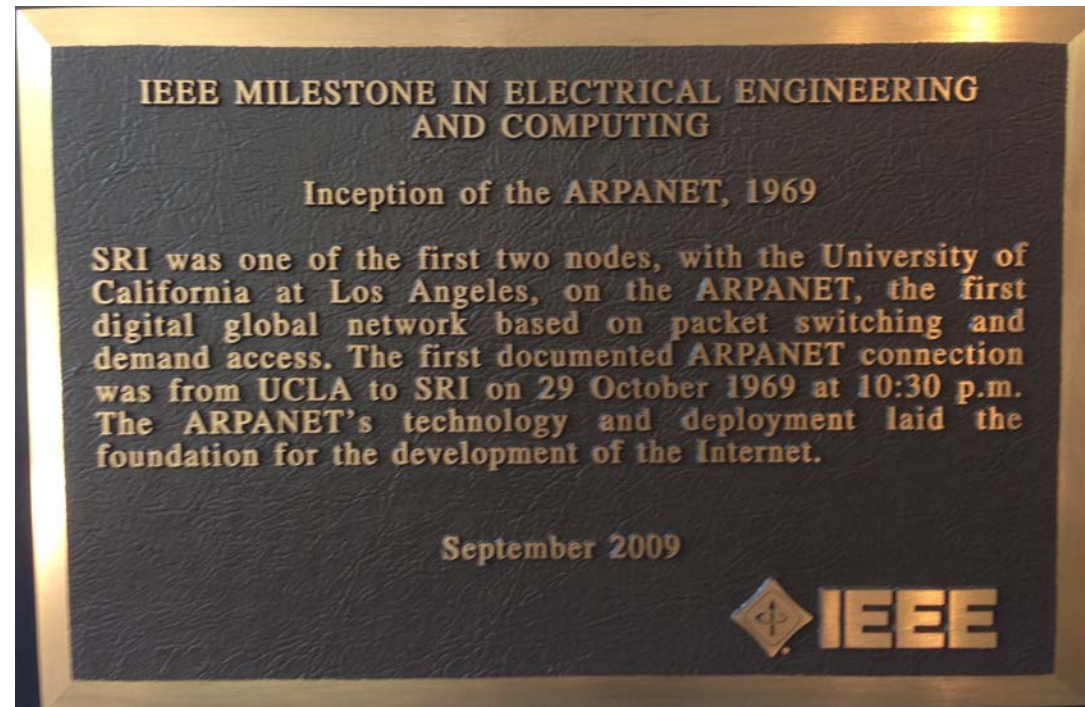 IEEE MILESTONE IN ELECTRICAL ENGINEERING
AND COMPUTING
Inception of the ARPANET, 1969
SRI was one of the first two nodes, with the University of
California at Los Angeles, on the ARPANET, the first
digital global network based on packet switching and
demand access. The first documented ARPANET connection
was from UCLA to SRI on 29 October 1969 at 10:30 p.m.
The ARPANET's technology and deployment laid the
foundation for the development of the Internet.
September 2009
IEEE